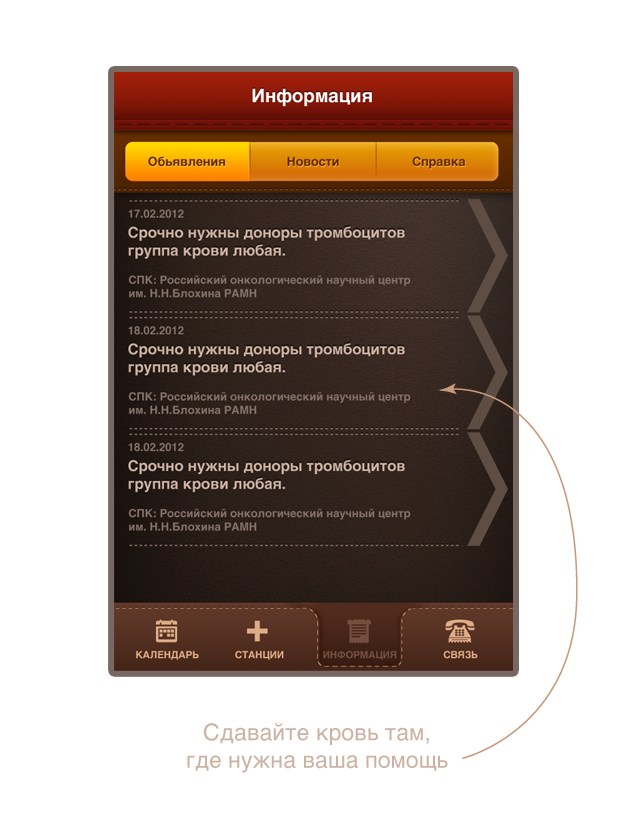 Информация
Обьявления
Новости
Справка
17.02.2012
Срочно нужны доноры тромбоцитов
группа крови любая.
СПК: Российский онкологический научный центр
им. Н.Н.Блохина РАМН
18.02.2012
Срочно нужны доноры тромбоцитов
группа крови любая.
СПК: Российский онкологический научный центр
им. Н.Н.Блохина РАМН
18.02.2012
Срочно нужны доноры тромбоцитов
группа крови любая.
СПК: Российский онкологический научный центр
им. Н.Н.Блохина РАМН
КАЛЕНДАРЬ
СТАНЦИИ
ИНФОРМАЦИЯ
СВЯЗЬ
Сдавайте кровь там,
где нужна ваша помощь